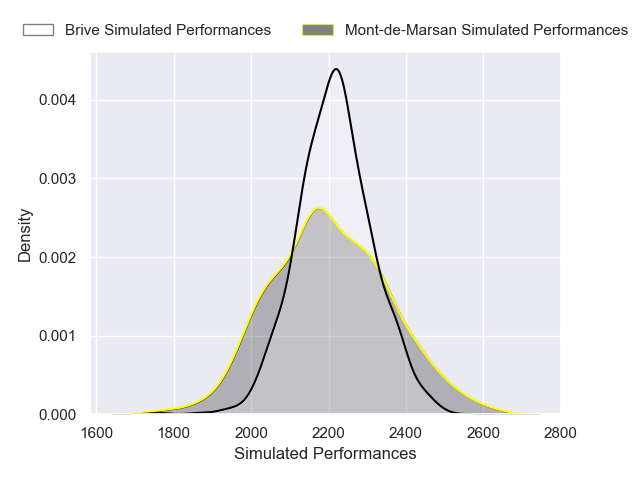 Brive Simulated Performances Mont-de-Marsan Simulated Performances
0.004
0.003
0.002
0.001
0.000
Density
1600 1800 2000 2200 2400 2600 2800
Simulated Performances